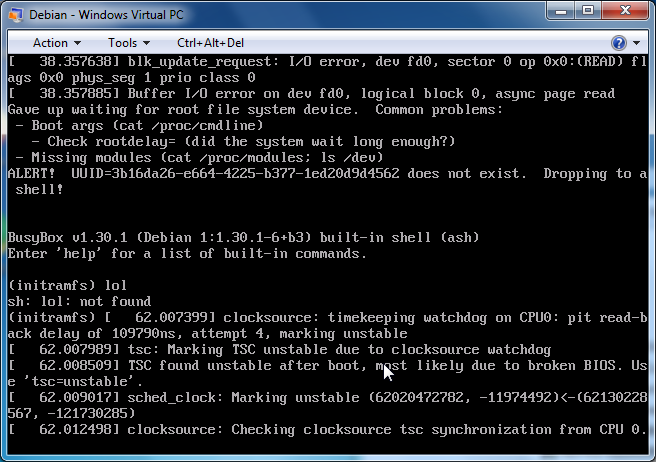 Debian - Windows Virtual PC
Action Tools Ctrl+Alt+Del
[   38.357638] blk_update_request: I/O error, dev fd0, sector 0 op 0x0:(READ) fl
ags 0x0 phys_seg 1 prio class 0
[   38.357885] Buffer I/O error on dev fd0, logical block 0, async page read
Gave up waiting for root file system device.  Common problems:
 - Boot args (cat /proc/cmdline)
   - Check rootdelay= (did the system wait long enough?)
 - Missing modules (cat /proc/modules; ls /dev)
ALERT!  UUID=3b16da26-e664-4225-b377-1ed20d9d4562 does not exist.  Dropping to a
 shell!
BusyBox v1.30.1 (Debian 1:1.30.1-6+b3) built-in shell (ash)
Enter 'help' for a list of built-in commands.
(initramfs) lol
sh: lol: not found
(initramfs) [   62.007399] clocksource: timekeeping watchdog on CPU0: pit read-b
ack delay of 109790ns, attempt 4, marking unstable
[   62.007989] tsc: Marking TSC unstable due to clocksource watchdog
[   62.008509] TSC found unstable after boot, most likely due to broken BIOS. Us
e 'tsc=unstable'.
[   62.009017] sched_clock: Marking unstable (62020472782, -11974492)<-(62130228
567, -121730285)
[   62.012498] clocksource: Checking clocksource tsc synchronization from CPU 0.